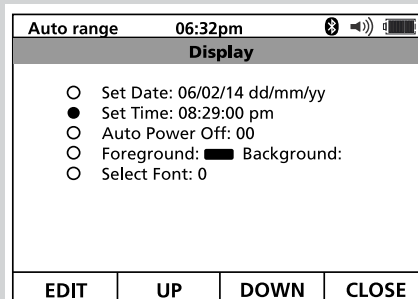 Auto range 06:32pm
Display
Set Date: 06/02/14 dd/mm/yy
Set Time: 08:29:00 pm
Auto Power Off: 00
Foreground: Background:
Select Font: 0
EDIT UP DOWN CLOSE